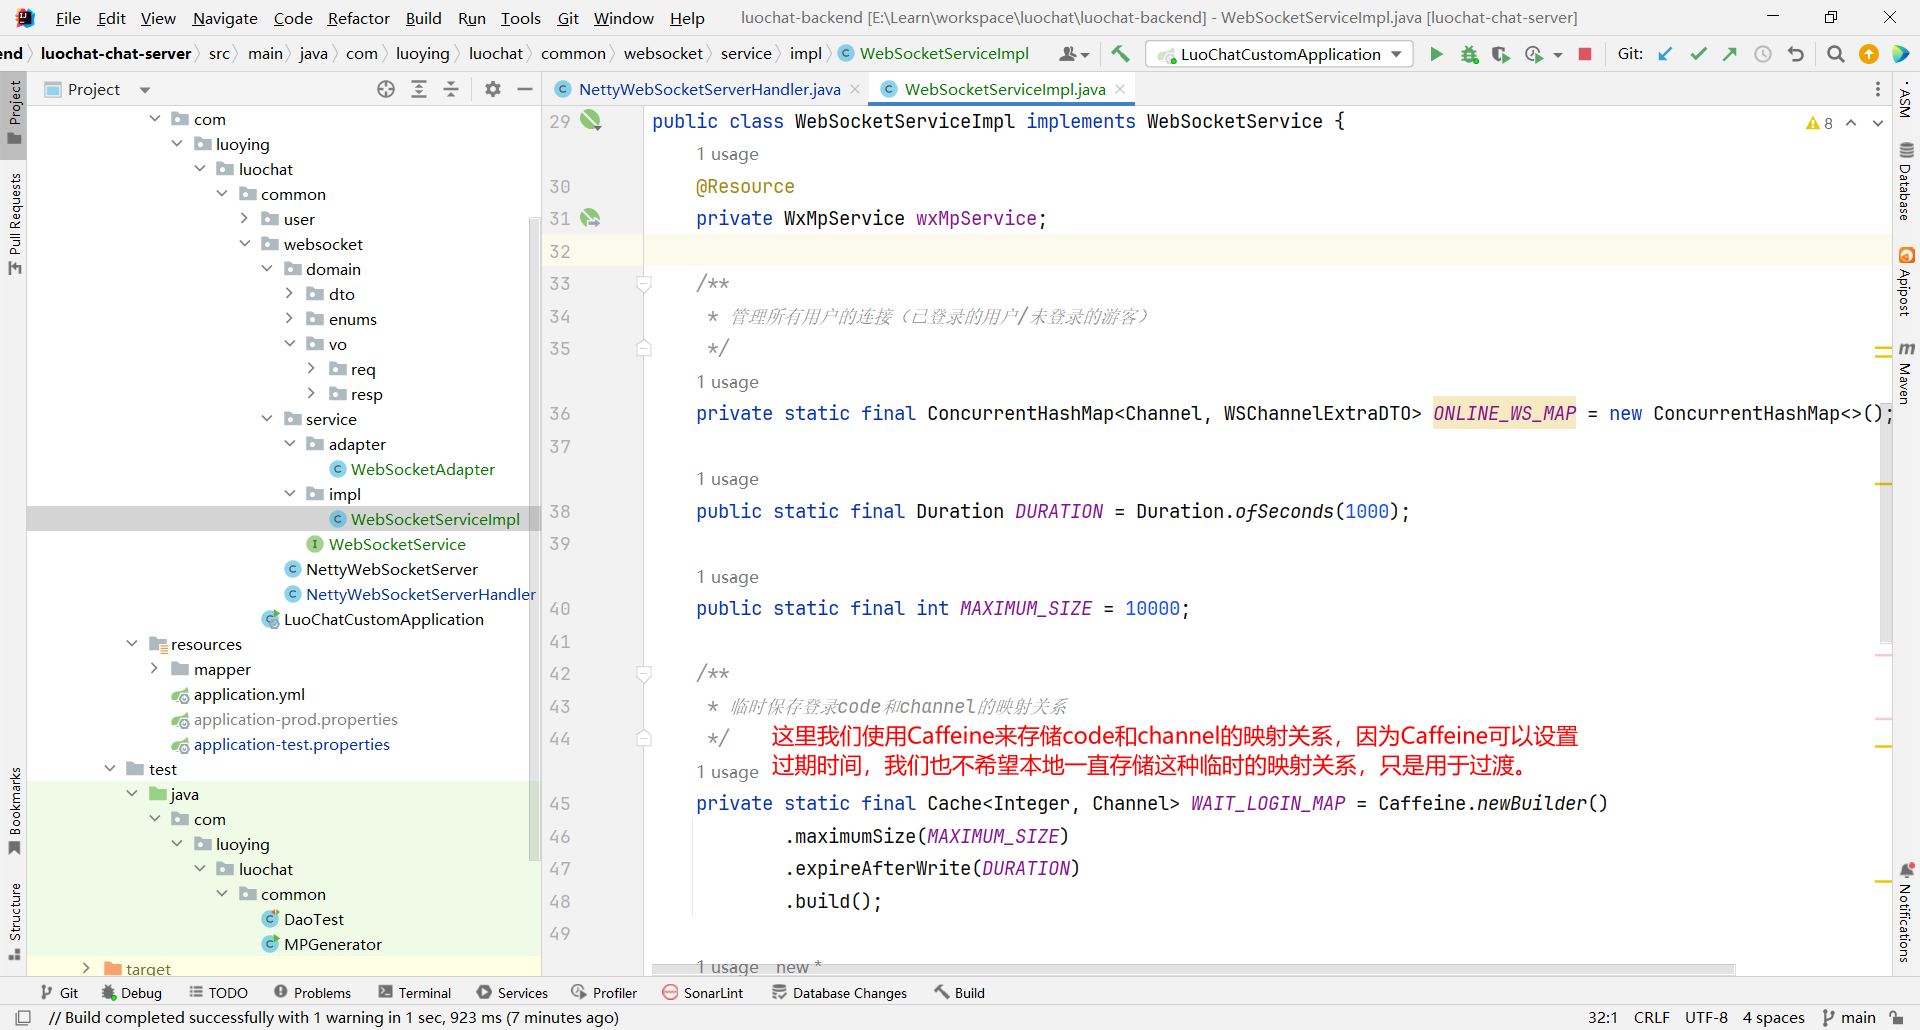 File Edit View Navigate Code Refactor Build Run Tools Git Window Help luochat-backend [E:\Learn\workspace\luochat\luochat-backend] - WebSocketServiceImpl.java [luochat-chat-server]
end luochat-chat-server src main java com luoying luochat common websocket service impl WebSocketServiceImpl LuoChatCustomApplication Git:
Project
NettyWebSocketServerHandler.java WebSocketServiceImpl.java
com
luoying
luochat
common
user
websocket
domain
dto
enums
vo
req
resp
service
adapter
WebSocketAdapter
impl
WebSocketServiceImpl
WebSocketService
NettyWebSocketServer
NettyWebSocketServerHandler
LuoChatCustomApplication
resources
mapper
application.yml
application-prod.properties
application-test.properties
test
java
com
luoying
luochat
common
DaoTest
MPGenerator
target
Project
Pull Requests
Bookmarks
Structure
8
29 public class WebSocketServiceImpl implements WebSocketService {
1 usage
30 @Resource
31 private WxMpService wxMpService;
32
33 /**
34 * 管理所有用户的连接（已登录的用户/未登录的游客）
35 */
1 usage
36 private static final ConcurrentHashMap<Channel, WSChannelExtraDTO> ONLINE_WS_MAP = new ConcurrentHashMap<>();
37
1 usage
38 public static final Duration DURATION = Duration.ofSeconds(1000);
39
1 usage
40 public static final int MAXIMUM_SIZE = 10000;
41
42 /**
43 * 临时保存登录code和channel的映射关系
44 */
这里我们使用Caffeine来存储code和channel的映射关系，因为Caffeine可以设置
过期时间，我们也不希望本地一直存储这种临时的映射关系，只是用于过渡。
1 usage
45 private static final Cache<Integer, Channel> WAIT_LOGIN_MAP = Caffeine.newBuilder()
46 .maximumSize(MAXIMUM_SIZE)
47 .expireAfterWrite(DURATION)
48 .build();
49
1 usage new *
ASM
Database
Apipost
m Maven
Notifications
Git Debug TODO Problems Terminal Services Profiler SonarLint Database Changes Build
// Build completed successfully with 1 warning in 1 sec, 923 ms (7 minutes ago) 32:1 CRLF UTF-8 4 spaces main